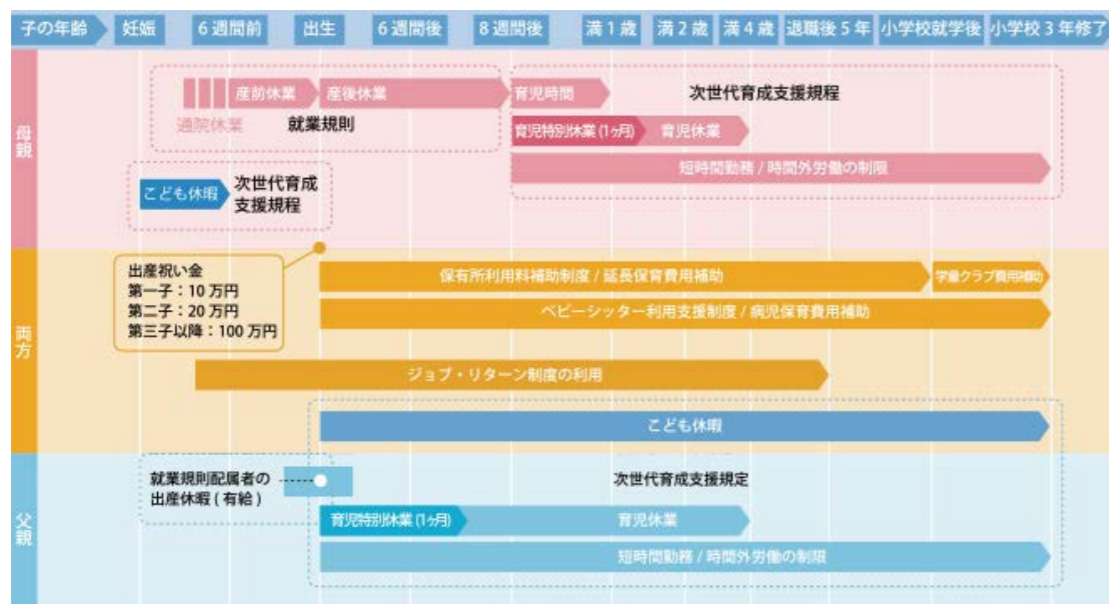 子の年齢
妊娠
6週間前
出生
6週間後
8週間後
満1歳
満2歳
満4歳
退職後5年
小学校就学後
小学校3年修了
母親
産前休業
産後休業
通院休業
就業規則
育児時間
次世代育成支援規程
育児特別休業(1ヶ月)
育児休業
短時間勤務 / 時間外労働の制限
こども休暇
次世代育成
支援規程
両方
出産祝い金
第一子：10万円
第二子：20万円
第三子以降：100万円
保有所利用料補助制度 / 延長保育費用補助
学童クラブ費用補助
ベビーシッター利用支援制度 / 病児保育費用補助
ジョブ・リターン制度の利用
こども休暇
父親
就業規則配属者の
出産休暇(有給)
次世代育成支援規定
育児特別休業(1ヶ月)
育児休業
短時間勤務 / 時間外労働の制限